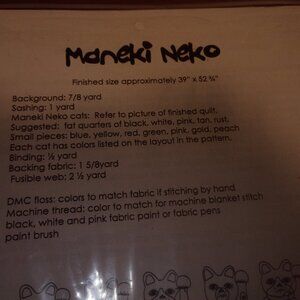 Maneki Neko
Finished size approximately 39" x 52 ¾"
Background: 7/8 yard
Sashing: 1 yard
Maneki Neko cats: Refer to picture of finished quilt.
Suggested: fat quarters of black, white, pink, tan, rust,
Small pieces: blue, yellow, red, green, pink, gold, peach
Each cat has colors listed on the layout in the pattern.
Binding: ½ yard
Backing fabric: 1 5/8yard
Fusible web: 2 ½ yard
DMC floss: colors to match fabric if stitching by hand
Machine thread: color to match for machine blanket stitch
black, white and pink fabric paint or fabric pens
paint brush